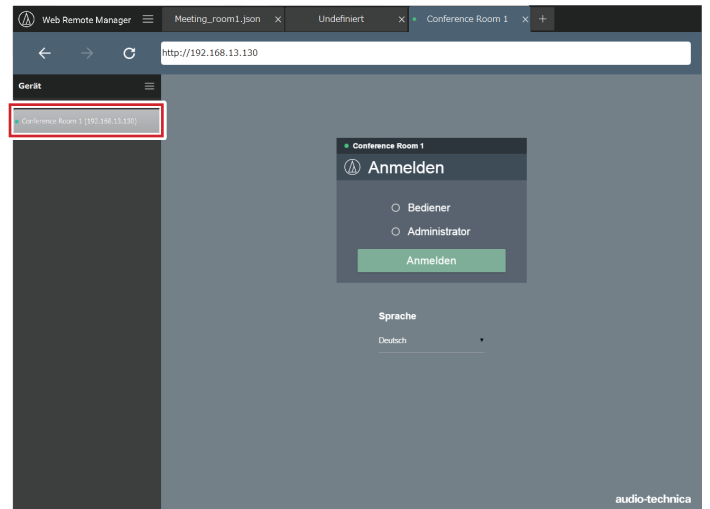 Web Remote Manager
Meeting_room1.json
Undefiniert
Conference Room 1
http://192.168.13.130
Gerät
Conference Room 1 (192.168.13.130)
Conference Room 1
Anmelden
Bediener
Administrator
Anmelden
Sprache
Deutsch
audio-technica